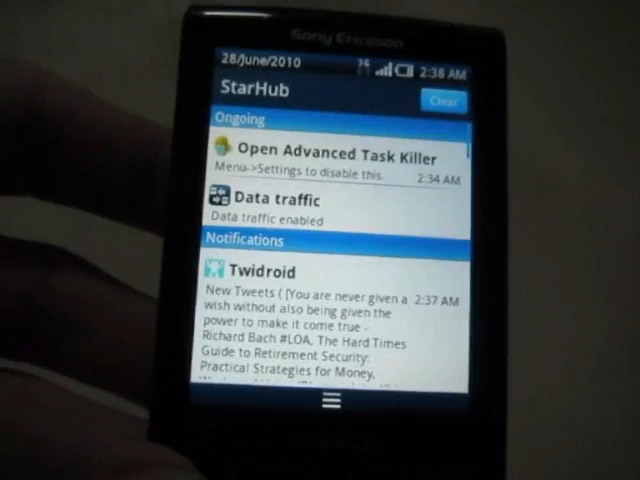 Sony Ericsson
28/June/2010 3G 2:38 AM
StarHub Clear
Ongoing
Open Advanced Task Killer
Menu->Settings to disable this. 2:34 AM
Data traffic
Data traffic enabled
Notifications
Twidroid
New Tweets ( [You are never given a 2:37 AM
wish without also being given the
power to make it come true -
Richard Bach #LOA, The Hard Times
Guide to Retirement Security:
Practical Strategies for Money,